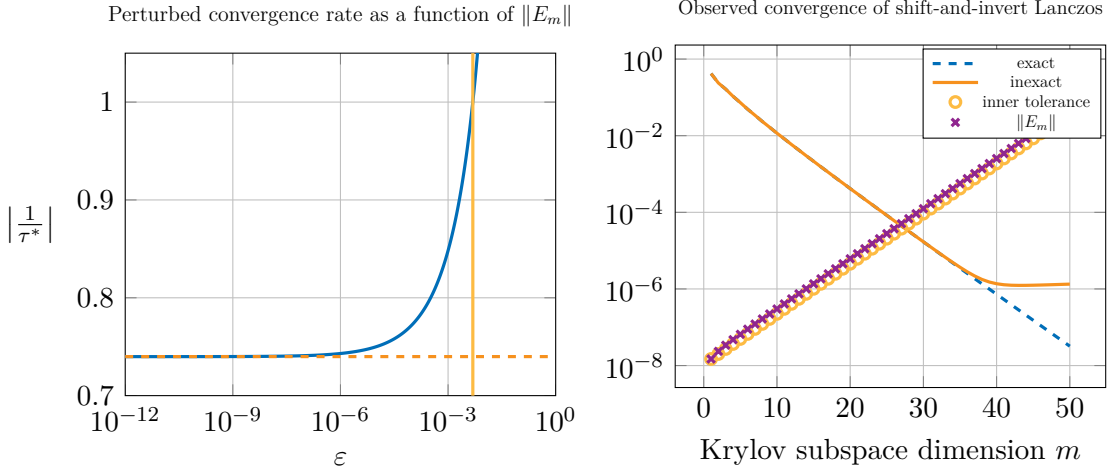 Perturbed convergence rate as a function of ‖E_m‖
1
0.9
0.8
0.7
|1/τ*|
10^−12
10^−9
10^−6
10^−3
10^0
ε
Observed convergence of shift-and-invert Lanczos
10^0
10^−2
10^−4
10^−6
10^−8
exact
inexact
inner tolerance
‖E_m‖
0
10
20
30
40
50
Krylov subspace dimension m